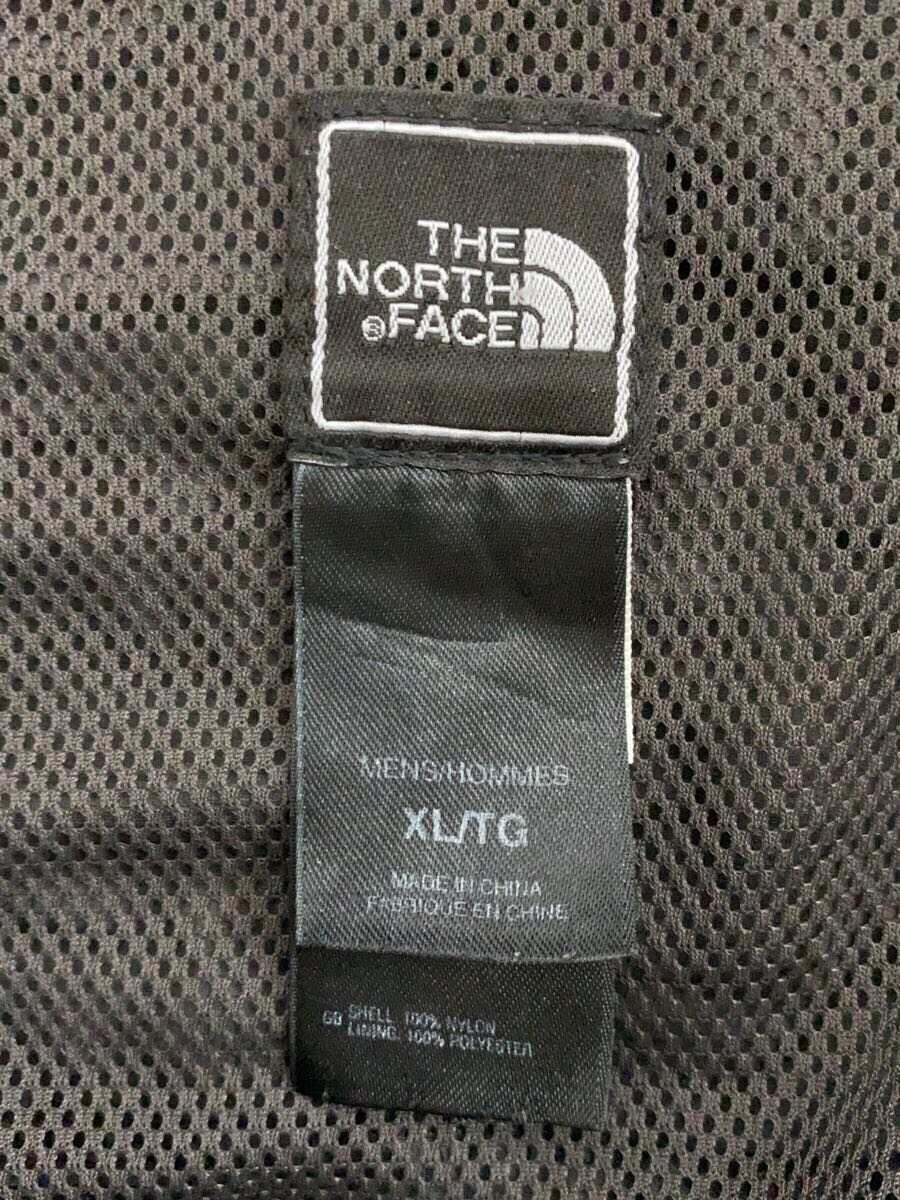 THE
NORTH
®FACE
MENS/HOMMES
XL/TG
MADE IN CHINA
FABRIQUE EN CHINE
GB SHELL 100% NYLON
LINING: 100% POLYESTER